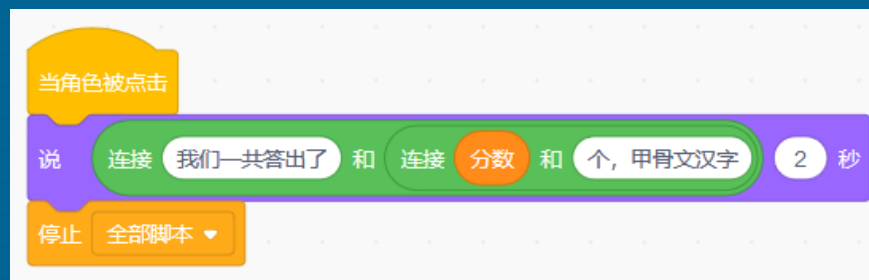 当角色被点击
说 连接 我们一共答出了 和 连接 分数 和 个，甲骨文汉字 2 秒
停止 全部脚本